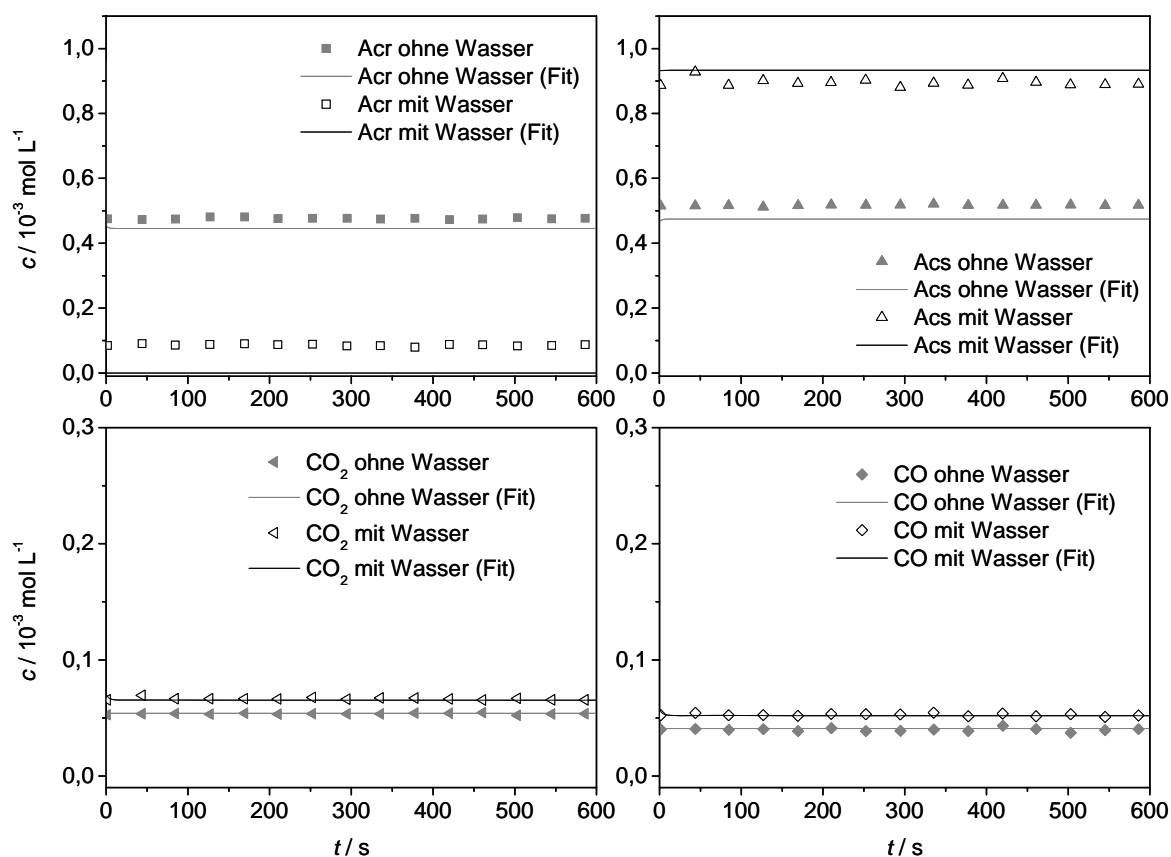 1,0
0,8
0,6
0,4
0,2
0,0
c / 10-3 mol L-1
Acr ohne Wasser
Acr ohne Wasser (Fit)
Acr mit Wasser
Acr mit Wasser (Fit)
0 100 200 300 400 500 600
1,0
0,8
0,6
0,4
0,2
0,0
Acs ohne Wasser
Acs ohne Wasser (Fit)
Acs mit Wasser
Acs mit Wasser (Fit)
0 100 200 300 400 500 600
0,3
0,2
0,1
0,0
c / 10-3 mol L-1
CO2 ohne Wasser
CO2 ohne Wasser (Fit)
CO2 mit Wasser
CO2 mit Wasser (Fit)
0 100 200 300 400 500 600
t / s
0,3
0,2
0,1
0,0
CO ohne Wasser
CO ohne Wasser (Fit)
CO mit Wasser
CO mit Wasser (Fit)
0 100 200 300 400 500 600
t / s